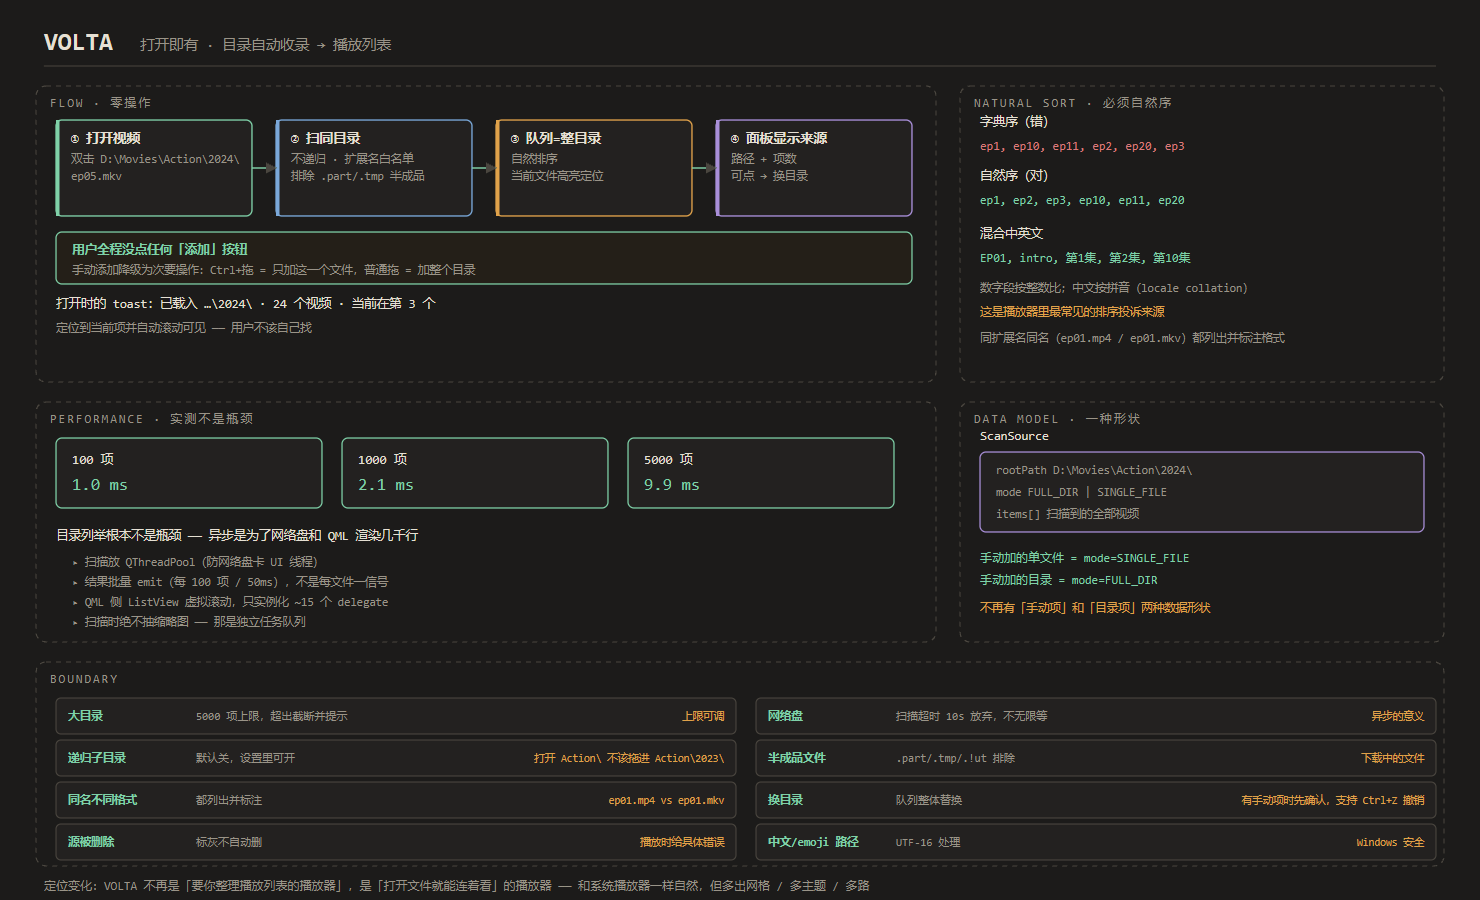 VOLTA 打开即有 · 目录自动收录 → 播放列表
FLOW · 零操作
① 打开视频
双击 D:\Movies\Action\2024\
ep05.mkv
② 扫同目录
不递归 · 扩展名白名单
排除 .part/.tmp 半成品
③ 队列=整目录
自然排序
当前文件高亮定位
④ 面板显示来源
路径 + 项数
可点 → 换目录
用户全程没点任何「添加」按钮
手动添加降级为次要操作: Ctrl+拖 = 只加这一个文件, 普通拖 = 加整个目录
打开时的 toast: 已载入 …\2024\ · 24 个视频 · 当前在第 3 个
定位到当前项并自动滚动可见 —— 用户不该自己找
NATURAL SORT · 必须自然序
字典序 (错)
ep1, ep10, ep11, ep2, ep20, ep3
自然序 (对)
ep1, ep2, ep3, ep10, ep11, ep20
混合中英文
EP01, intro, 第1集, 第2集, 第10集
数字段按整数比; 中文按拼音 (locale collation)
这是播放器里最常见的排序投诉来源
同扩展名同名 (ep01.mp4 / ep01.mkv) 都列出并标注格式
PERFORMANCE · 实测不是瓶颈
100 项
1.0 ms
1000 项
2.1 ms
5000 项
9.9 ms
目录列举根本不是瓶颈 —— 异步是为了网络盘和 QML 渲染几千行
▸ 扫描放 QThreadPool (防网络盘卡 UI 线程)
▸ 结果批量 emit (每 100 项 / 50ms) , 不是每文件一信号
▸ QML 侧 ListView 虚拟滚动, 只实例化 ~15 个 delegate
▸ 扫描时绝不抽缩略图 —— 那是独立任务队列
DATA MODEL · 一种形状
ScanSource
rootPath D:\Movies\Action\2024\
mode FULL_DIR | SINGLE_FILE
items[] 扫描到的全部视频
手动加的单文件 = mode=SINGLE_FILE
手动加的目录 = mode=FULL_DIR
不再有「手动项」和「目录项」两种数据形状
BOUNDARY
大目录 5000 项上限, 超出截断并提示 上限可调
网络盘 扫描超时 10s 放弃, 不无限等 异步的意义
递归子目录 默认关, 设置里可开 打开 Action\ 不该拖进 Action\2023\
半成品文件 .part/.tmp/.!ut 排除 下载中的文件
同名不同格式 都列出并标注 ep01.mp4 vs ep01.mkv
换目录 队列整体替换 有手动项时先确认, 支持 Ctrl+Z 撤销
源被删除 标灰不自动删 播放时给具体错误
中文/emoji 路径 UTF-16 处理 Windows 安全
定位变化: VOLTA 不再是「要你整理播放列表的播放器」, 是「打开文件就能连着看」的播放器 —— 和系统播放器一样自然, 但多出网格 / 多主题 / 多路